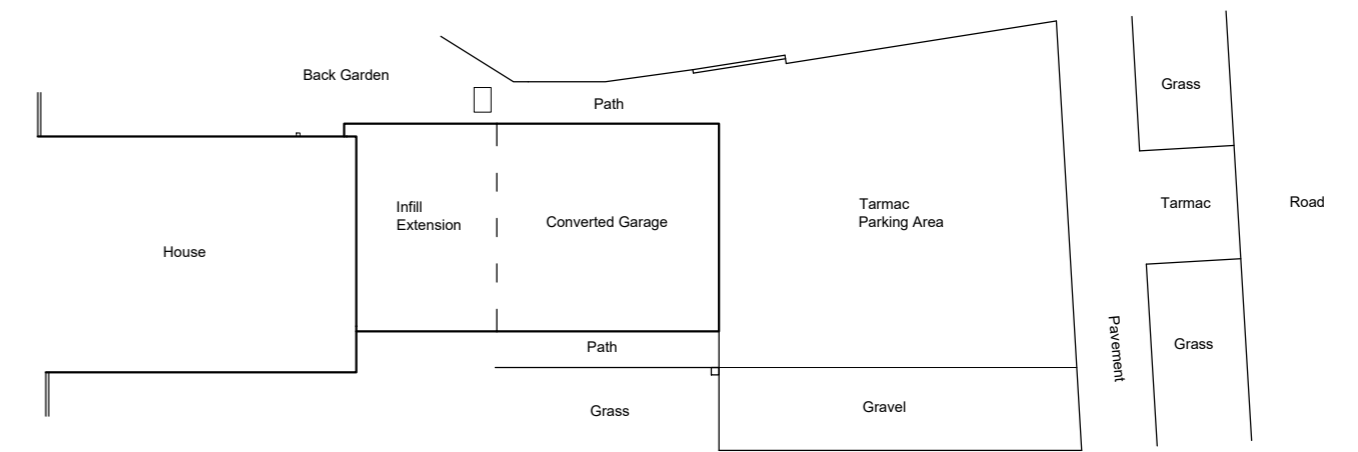 Back Garden
Path
Grass
Infill
Extension
Converted Garage
Tarmac
Parking Area
Tarmac
Road
House
Path
Pavement
Grass
Grass
Gravel